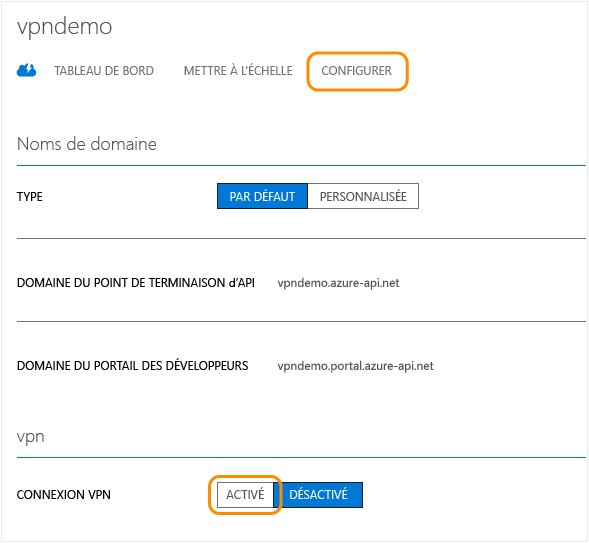 vpndemo
TABLEAU DE BORD METTRE À L'ÉCHELLE CONFIGURER
Noms de domaine
TYPE PAR DÉFAUT PERSONNALISÉE
DOMAINE DU POINT DE TERMINAISON d'API vpndemo.azure-api.net
DOMAINE DU PORTAIL DES DÉVELOPPEURS vpndemo.portal.azure-api.net
vpn
CONNEXION VPN ACTIVÉ DÉSACTIVÉ